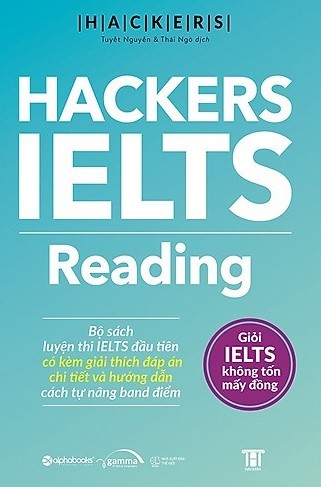 |H|A|C|K|E|R|S|
Tuyết Nguyễn & Thái Ngô dịch
HACKERS
IELTS
Reading
Bộ sách
luyện thi IELTS đầu tiên
có kèm giải thích đáp án
chi tiết và hướng dẫn
cách tự nâng band điểm
Giỏi
IELTS
không tốn
mấy đồng
alphabooks
gamma